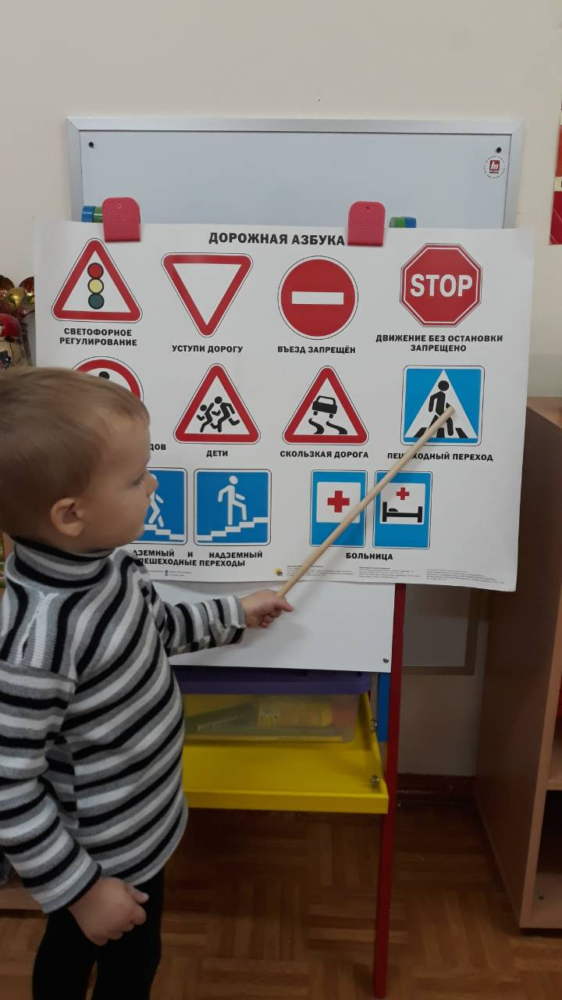 ДОРОЖНАЯ АЗБУКА
СВЕТОФОРНОЕ
РЕГУЛИРОВАНИЕ
УСТУПИ ДОРОГУ
ВЪЕЗД ЗАПРЕЩЁН
STOP
ДВИЖЕНИЕ БЕЗ ОСТАНОВКИ
ЗАПРЕЩЕНО
ДЕТИ
СКОЛЬЗКАЯ ДОРОГА
ПЕШЕХОДНЫЙ ПЕРЕХОД
И НАДЗЕМНЫЙ
ПЕШЕХОДНЫЕ ПЕРЕХОДЫ
БОЛЬНИЦА